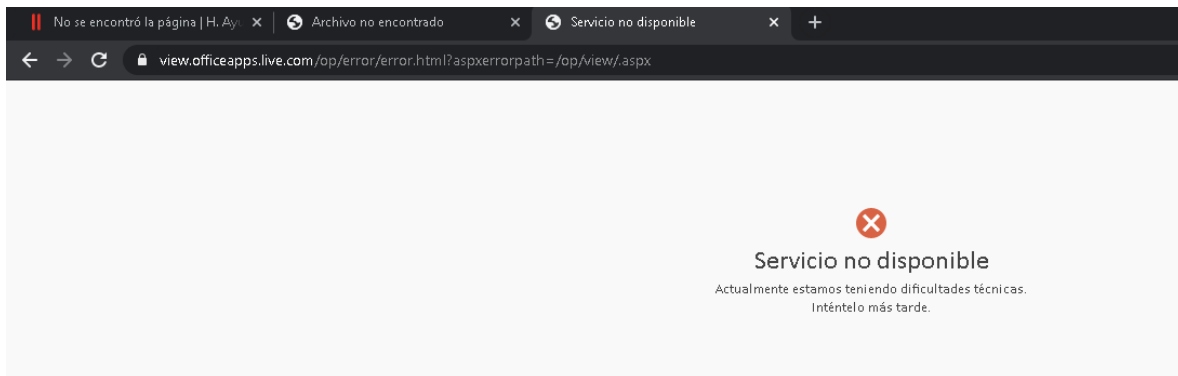 No se encontró la página | H. Ayu
Archivo no encontrado
Servicio no disponible
view.officeapps.live.com/op/error/error.html?aspxerrorpath=/op/view/.aspx
Servicio no disponible
Actualmente estamos teniendo dificultades técnicas.
Inténtelo más tarde.